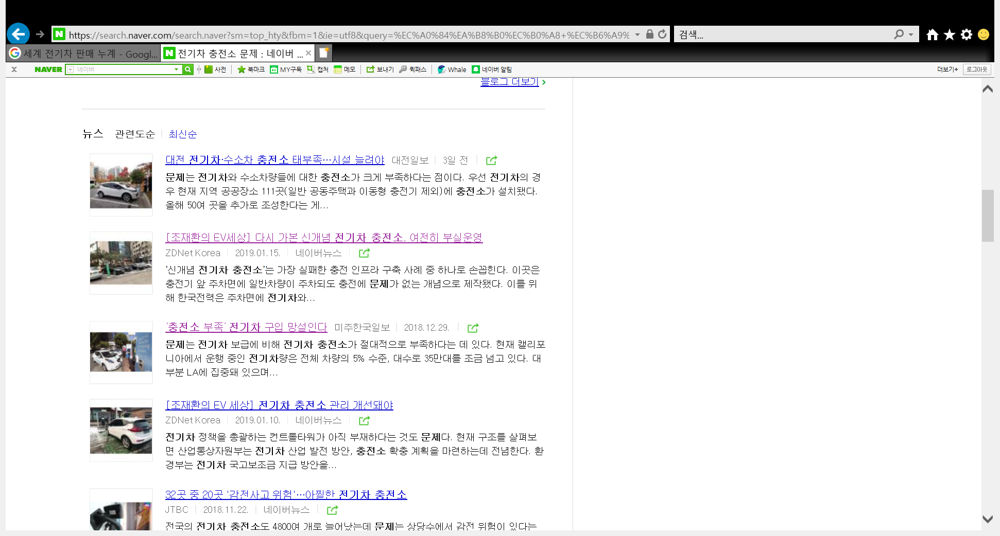 https://search.naver.com/search.naver?sm=top_hty&fbm=1&ie=utf8&query=%EC%A0%84%EA%B8%B0%EC%B0%A8+%EC%B6%A9%
검색...
세계 전기차 판매 누계 - Googl...
전기차 충전소 문제 : 네이버 ...
X NAVER 네이버 사전 북마크 MY구독 캡처 메모 보내기 퀵패스 Whale 네이버 알림 더보기+ 로그아웃
블로그 더보기
뉴스 관련도순 최신순
대전 전기차·수소차 충전소 태부족…시설 늘려야 대전일보 3일 전
문제는 전기차와 수소차량들에 대한 충전소가 크게 부족하다는 점이다. 우선 전기차의 경
우 현재 지역 공공장소 111곳(일반 공동주택과 이동형 충전기 제외)에 충전소가 설치됐다.
올해 50여 곳을 추가로 조성한다는 게...
[조재환의 EV세상] 다시 가본 신개념 전기차 충전소, 여전히 부실운영
ZDNet Korea 2019.01.15. 네이버뉴스
‘신개념 전기차 충전소’는 가장 실패한 충전 인프라 구축 사례 중 하나로 손꼽힌다. 이곳은
충전기 앞 주차면에 일반차량이 주차되도 충전에 문제가 없는 개념으로 제작됐다. 이를 위
해 한국전력은 주차면에 전기차와...
‘충전소 부족’ 전기차 구입 망설인다 미주한국일보 2018.12.29.
문제는 전기차 보급에 비해 전기차 충전소가 절대적으로 부족하다는 데 있다. 현재 캘리포
니아에서 운행 중인 전기차량은 전체 차량의 5% 수준, 대수로 35만대를 조금 넘고 있다. 대
부분 LA에 집중돼 있으며...
[조재환의 EV 세상] 전기차 충전소 관리 개선돼야
ZDNet Korea 2019.01.10. 네이버뉴스
전기차 정책을 총괄하는 컨트롤타워가 아직 부재하다는 것도 문제다. 현재 구조를 살펴보
면 산업통상자원부는 전기차 산업 발전 방안, 충전소 확충 계획을 마련하는데 전념한다. 환
경부는 전기차 국고보조금 지급 방안을...
32곳 중 20곳 '감전사고 위험'…아찔한 전기차 충전소
JTBC 2018.11.22. 네이버뉴스
전국의 전기차 충전소도 4800여 개로 늘어났는데 문제는 상당수에서 감전 위험이 있다는